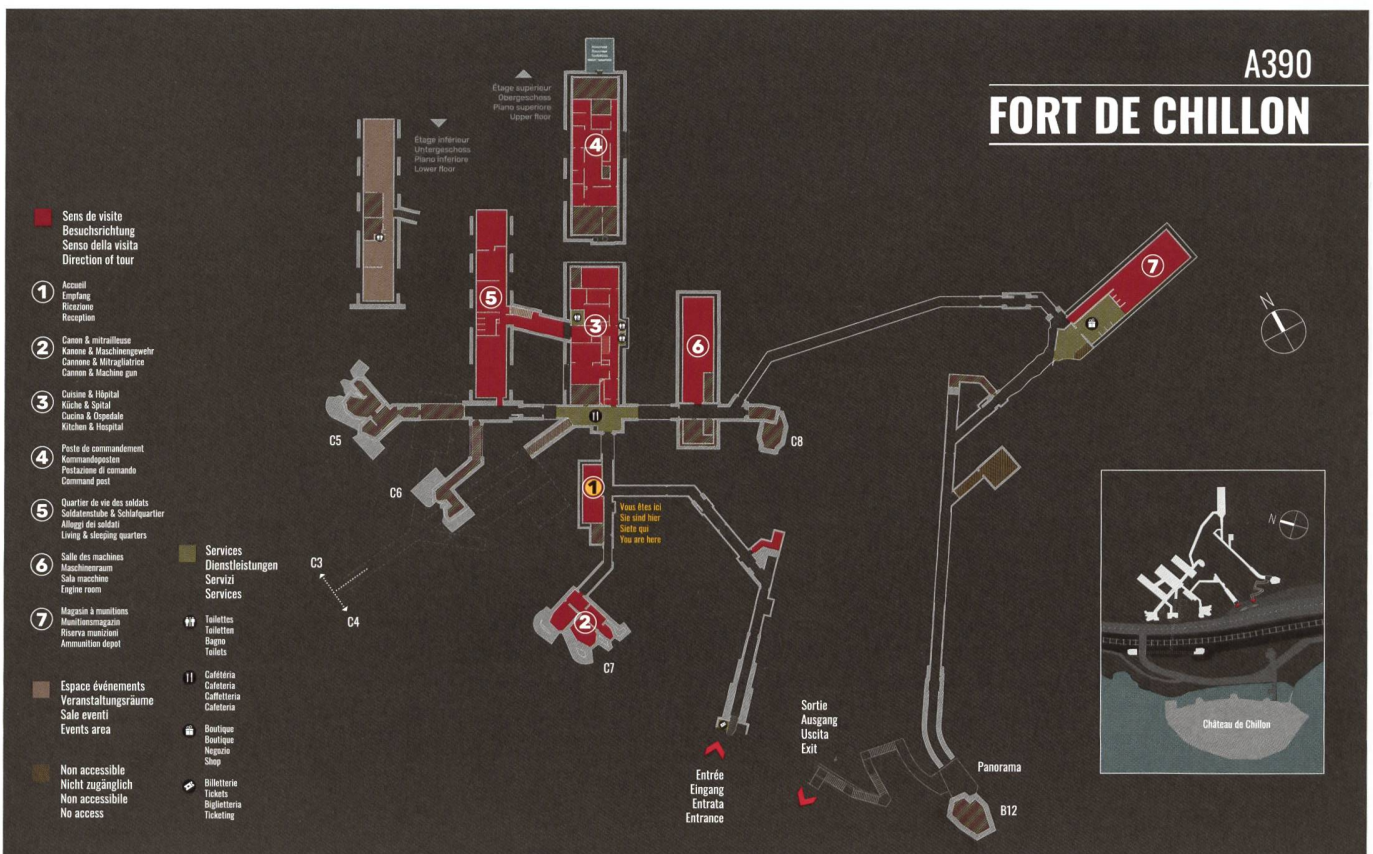 A390
FORT DE CHILLON
Étage supérieur
Obergeschoss
Piano superiore
Upper floor
Étage inférieur
Untergeschoss
Piano inferiore
Lower floor
Sens de visite
Besuchsrichtung
Senso della visita
Direction of tour
1
Accueil
Empfang
Ricezione
Reception
2
Canon & mitrailleuse
Kanone & Maschinengewehr
Cannone & Mitragliatrice
Cannon & Machine gun
3
Cuisine & Hôpital
Küche & Spital
Cucina & Ospedale
Kitchen & Hospital
4
Poste de commandement
Kommandoposten
Postazione di comando
Command post
5
Quartier de vie des soldats
Soldatenstube & Schlafquartier
Alloggi dei soldati
Living & sleeping quarters
6
Salle des machines
Maschinenraum
Sala macchine
Engine room
7
Magasin à munitions
Munitionsmagazin
Riserva munizioni
Ammunition depot
Espace événements
Veranstaltungsräume
Sale eventi
Events area
Non accessible
Nicht zugänglich
Non accessibile
No access
Services
Dienstleistungen
Servizi
Services
Toilettes
Toiletten
Bagno
Toilets
Cafétéria
Cafeteria
Caffetteria
Cafeteria
Boutique
Boutique
Negozio
Shop
Billetterie
Tickets
Biglietteria
Ticketing
4
5
3
6
7
1
2
C5
C6
C3
C4
C7
C8
Vous êtes ici
Sie sind hier
Siete qui
You are here
Entrée
Eingang
Entrata
Entrance
Sortie
Ausgang
Uscita
Exit
Panorama
B12
N
N
Château de Chillon